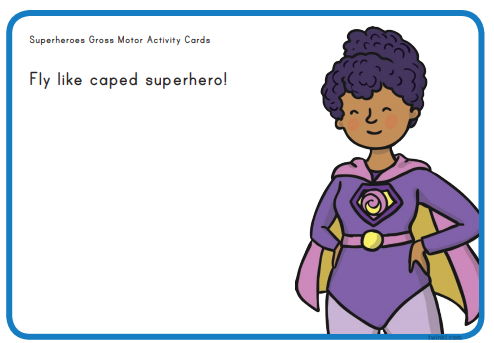 Superheroes Gross Motor Activity Cards
Fly like caped superhero!